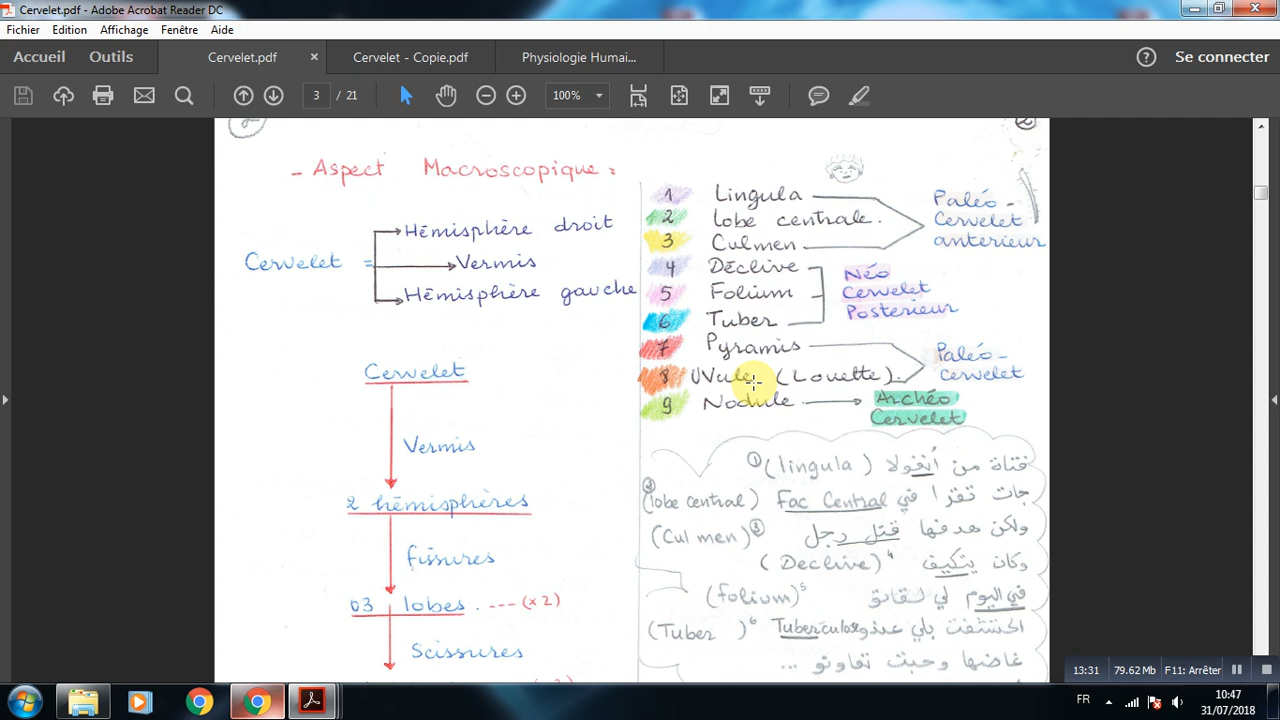 Cervelet.pdf - Adobe Acrobat Reader DC
Fichier Edition Affichage Fenêtre Aide
Accueil Outils Cervelet.pdf × Cervelet - Copie.pdf Physiologie Humai... ? Se connecter
3 / 21 100%
- Aspect Macroscopique :
Cervelet =
Hémisphère droit
Vermis
Hémisphère gauche
Cervelet
Vermis
2 hémisphères
fissures
03 lobes . --- (x2)
Scissures
1 Lingula
2 lobe centrale.
3 Culmen
Paléo-
Cervelet
anterieur
4 Déclive
5 Folium
6 Tuber
Néo
Cervelet
Posterieur
7 Pyramis
8 UVule (Louette).
Paléo-
cervelet
9 Nodule
Archéo
Cervelet
فتاة من أنغولا (lingula) ①
جات تقرا في Fac Central (lobe central) ②
ولكن هدفها قتل رجل (Culmen) ③
وكان يتكيف (Declive) 4
في اليوم لي لقاتو (folium) 5
اكتشفت بلي عندو Tuberculose (Tuber) 6
غاضها وحبت تعاونو ...
13:31 79.62 Mb F11: Arrêter
FR 10:47
31/07/2018